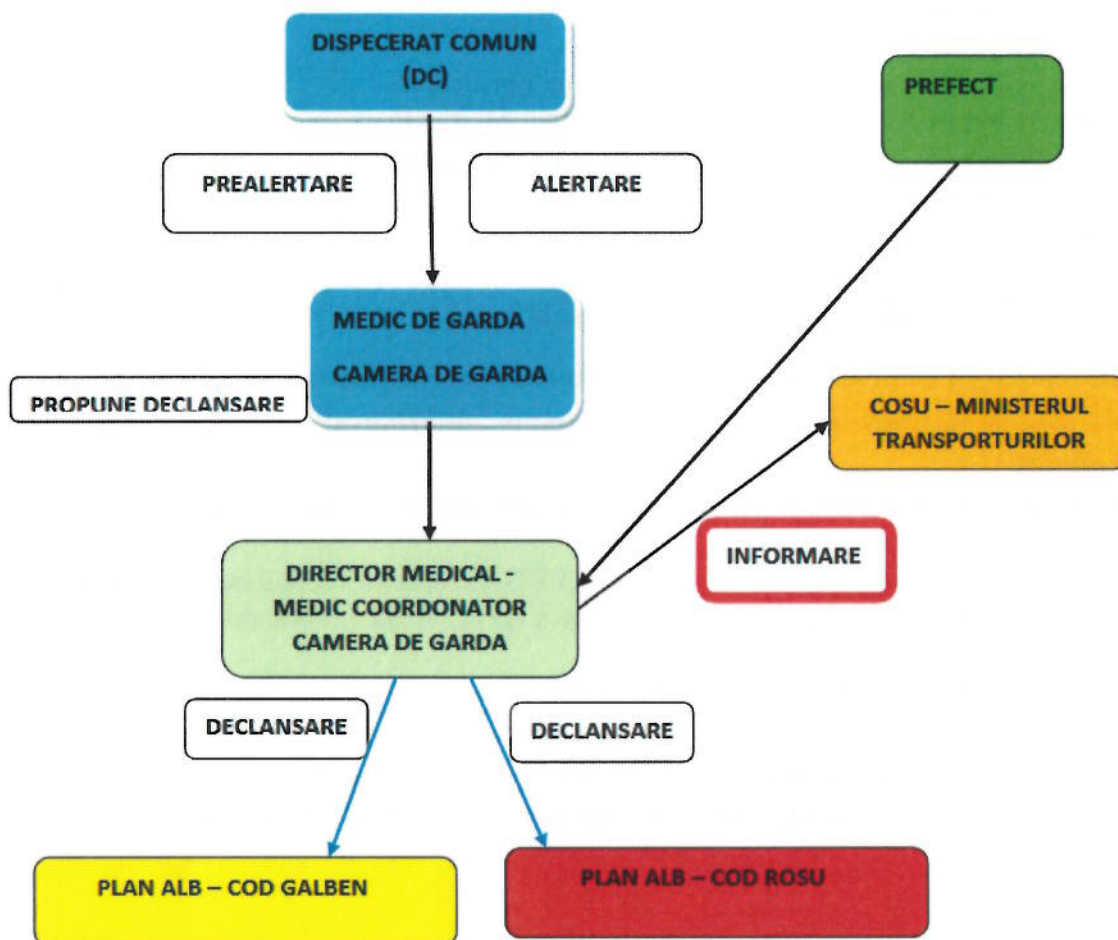 DISPECERAT COMUN
(DC)
PREFECT
PREALERTARE
ALERTARE
MEDIC DE GARDA
CAMERA DE GARDA
PROPUNE DECLANSARE
COSU – MINISTERUL
TRANSPORTURILOR
INFORMARE
DIRECTOR MEDICAL -
MEDIC COORDONATOR
CAMERA DE GARDA
DECLANSARE
DECLANSARE
PLAN ALB – COD GALBEN
PLAN ALB – COD ROSU